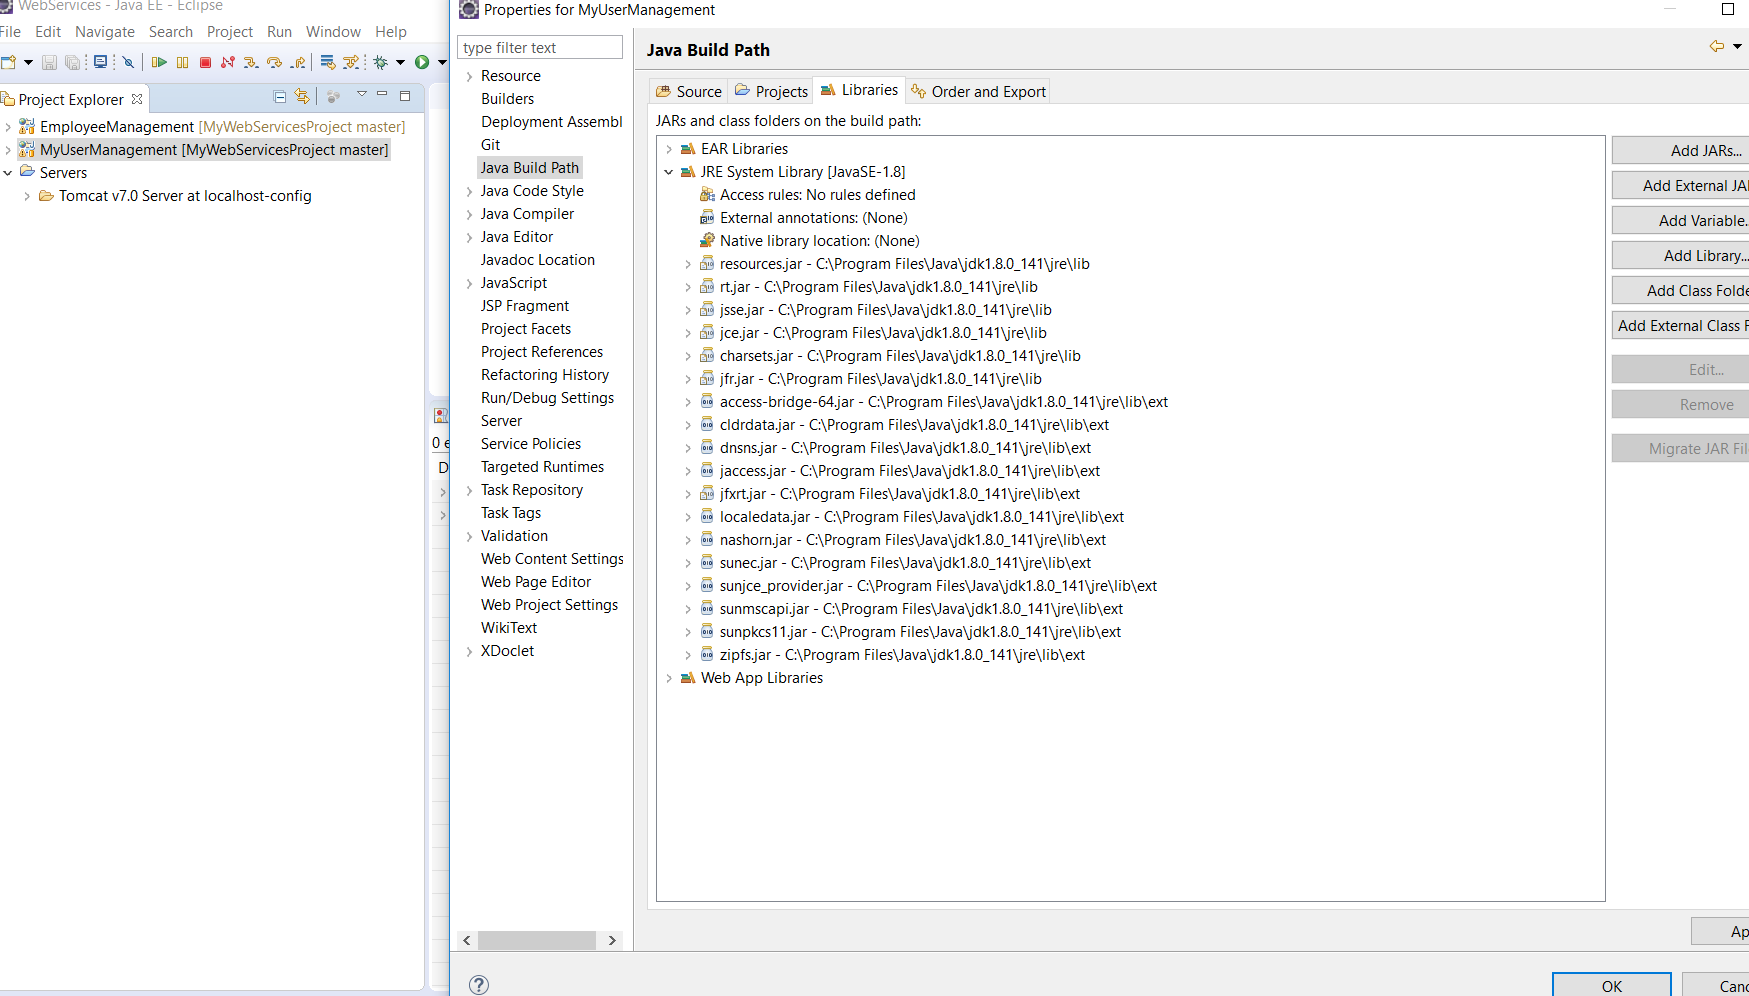 WebServices - Java EE - Eclipse
File Edit Navigate Search Project Run Window Help
Project Explorer
EmployeeManagement [MyWebServicesProject master]
MyUserManagement [MyWebServicesProject master]
Servers
Tomcat v7.0 Server at localhost-config
0 e
D
Properties for MyUserManagement
type filter text
Resource
Builders
Deployment Assembl
Git
Java Build Path
Java Code Style
Java Compiler
Java Editor
Javadoc Location
JavaScript
JSP Fragment
Project Facets
Project References
Refactoring History
Run/Debug Settings
Server
Service Policies
Targeted Runtimes
Task Repository
Task Tags
Validation
Web Content Settings
Web Page Editor
Web Project Settings
WikiText
XDoclet
Java Build Path
Source Projects Libraries Order and Export
JARs and class folders on the build path:
EAR Libraries
JRE System Library [JavaSE-1.8]
Access rules: No rules defined
External annotations: (None)
Native library location: (None)
resources.jar - C:\Program Files\Java\jdk1.8.0_141\jre\lib
rt.jar - C:\Program Files\Java\jdk1.8.0_141\jre\lib
jsse.jar - C:\Program Files\Java\jdk1.8.0_141\jre\lib
jce.jar - C:\Program Files\Java\jdk1.8.0_141\jre\lib
charsets.jar - C:\Program Files\Java\jdk1.8.0_141\jre\lib
jfr.jar - C:\Program Files\Java\jdk1.8.0_141\jre\lib
access-bridge-64.jar - C:\Program Files\Java\jdk1.8.0_141\jre\lib\ext
cldrdata.jar - C:\Program Files\Java\jdk1.8.0_141\jre\lib\ext
dnsns.jar - C:\Program Files\Java\jdk1.8.0_141\jre\lib\ext
jaccess.jar - C:\Program Files\Java\jdk1.8.0_141\jre\lib\ext
jfxrt.jar - C:\Program Files\Java\jdk1.8.0_141\jre\lib\ext
localedata.jar - C:\Program Files\Java\jdk1.8.0_141\jre\lib\ext
nashorn.jar - C:\Program Files\Java\jdk1.8.0_141\jre\lib\ext
sunec.jar - C:\Program Files\Java\jdk1.8.0_141\jre\lib\ext
sunjce_provider.jar - C:\Program Files\Java\jdk1.8.0_141\jre\lib\ext
sunmscapi.jar - C:\Program Files\Java\jdk1.8.0_141\jre\lib\ext
sunpkcs11.jar - C:\Program Files\Java\jdk1.8.0_141\jre\lib\ext
zipfs.jar - C:\Program Files\Java\jdk1.8.0_141\jre\lib\ext
Web App Libraries
Add JARs...
Add External JA
Add Variable..
Add Library...
Add Class Folde
Add External Class F
Edit...
Remove
Migrate JAR Fil
Ap
OK
Canc